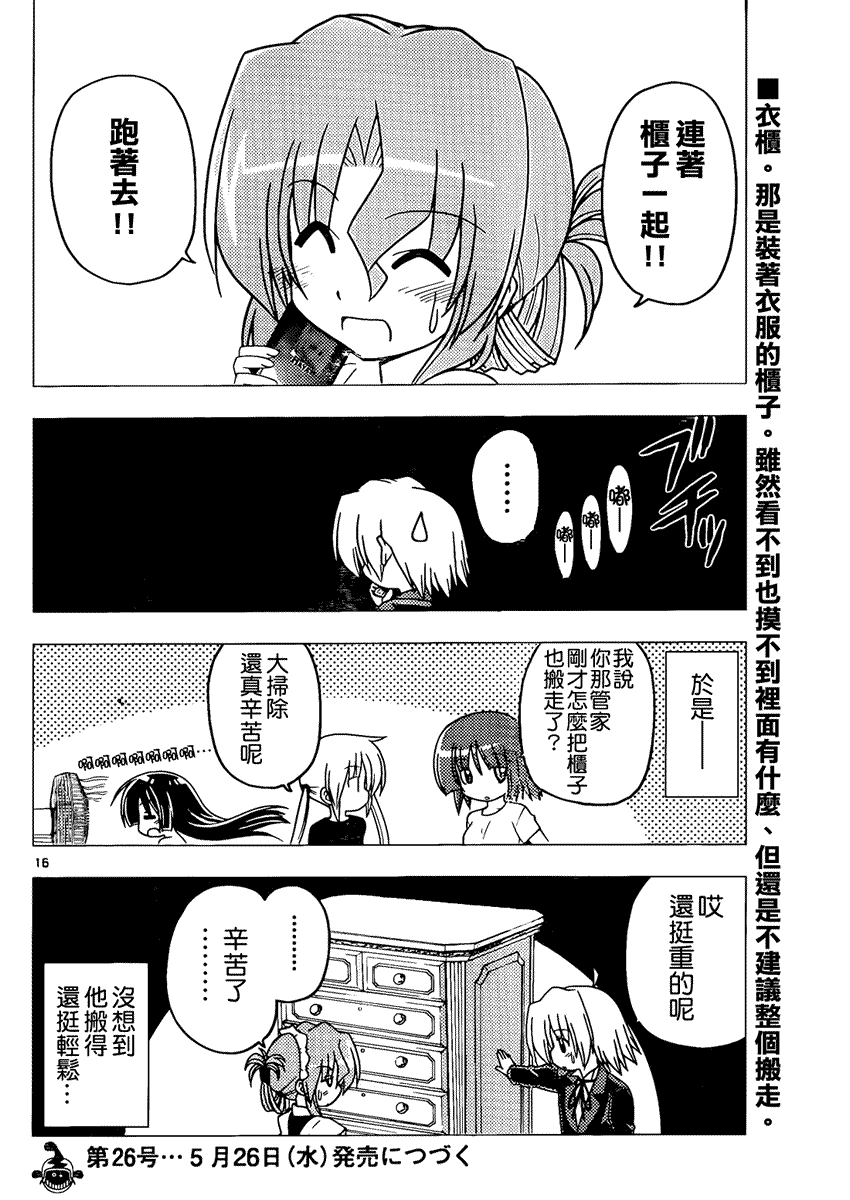 ■衣櫃。那是裝著衣服的櫃子。雖然看不到也摸不到裡面有什麼、但還是不建議整個搬走。
連著
櫃子一
起!!
跑著
去!!
ブッ
チッ
嘟—
嘟—
嘟—
……
於是——
我說
你那管家
剛才怎麼把櫃子
也搬走了?
大掃除
還真辛苦呢
啊啊啊啊啊啊啊…
16
哎
還挺重的呢
……
辛苦了
……
沒想到
他搬得
還挺輕鬆…
第26号…5月26日(水)発売につづく